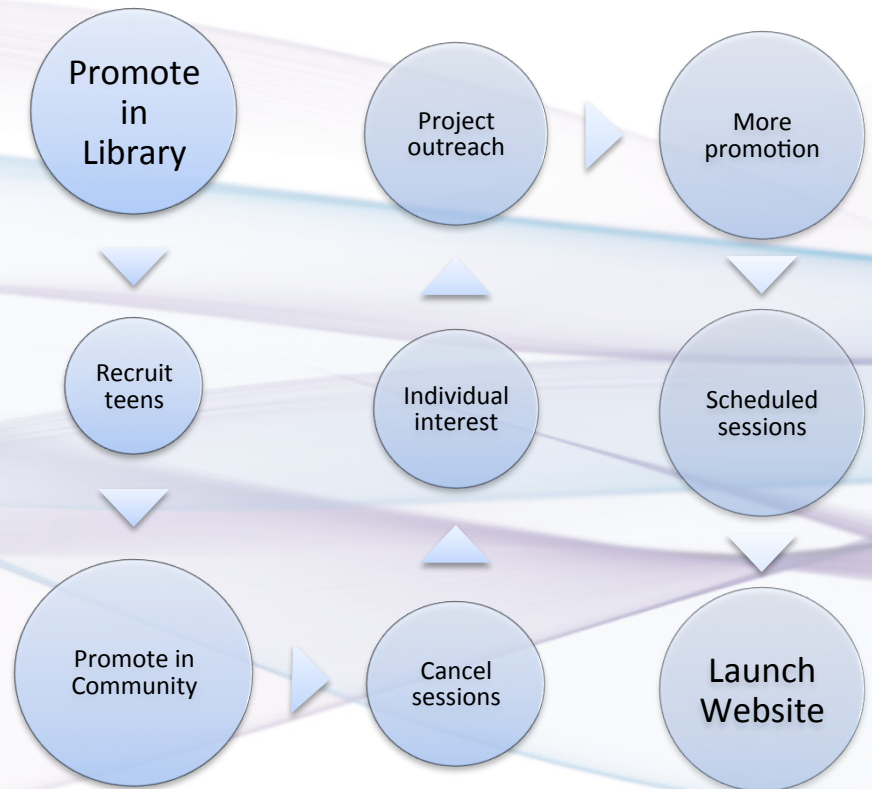 Promote
in
Library
Recruit
teens
Promote in
Community
Cancel
sessions
Individual
interest
Project
outreach
More
promotion
Scheduled
sessions
Launch
Website